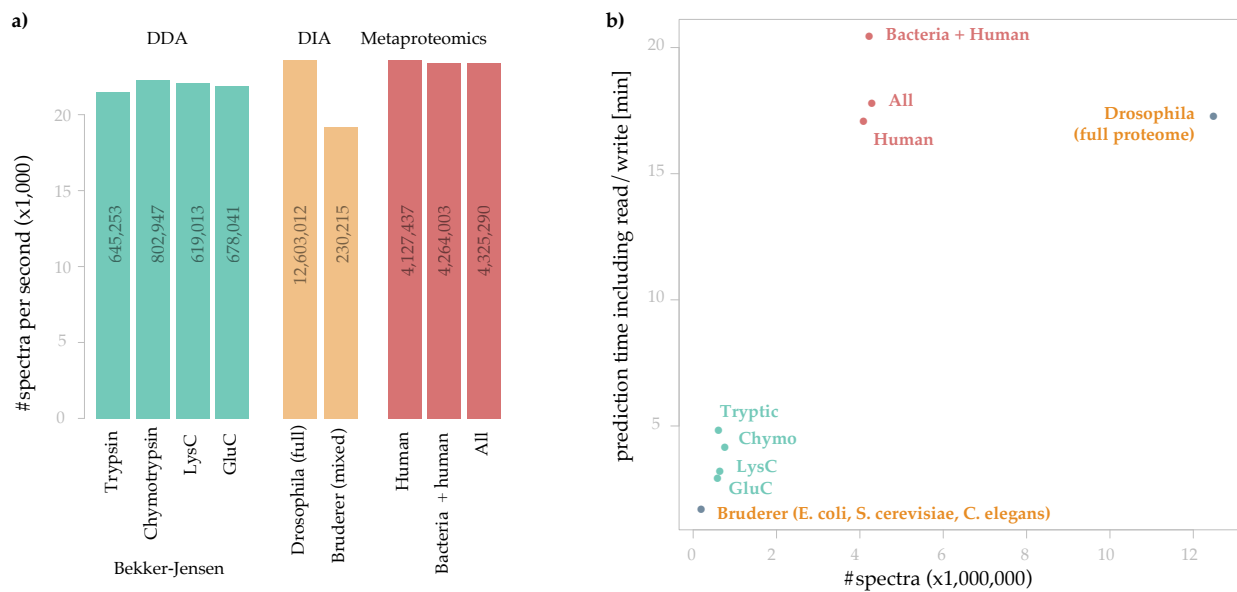 a)
DDA
DIA
Metaproteomics
#spectra per second (x1,000)
20
15
10
5
0
645,253
802,947
619,013
678,041
12,603,012
230,215
4,127,437
4,264,003
4,325,290
Trypsin
Chymotrypsin
LysC
GluC
Drosophila (full)
Bruderer (mixed)
Human
Bacteria + human
All
Bekker-Jensen
b)
prediction time including read/write [min]
20
15
10
5
Bacteria + Human
All
Human
Drosophila
(full proteome)
Tryptic
Chymo
LysC
GluC
Bruderer (E. coli, S. cerevisiae, C. elegans)
0
2
4
6
8
10
12
#spectra (x1,000,000)